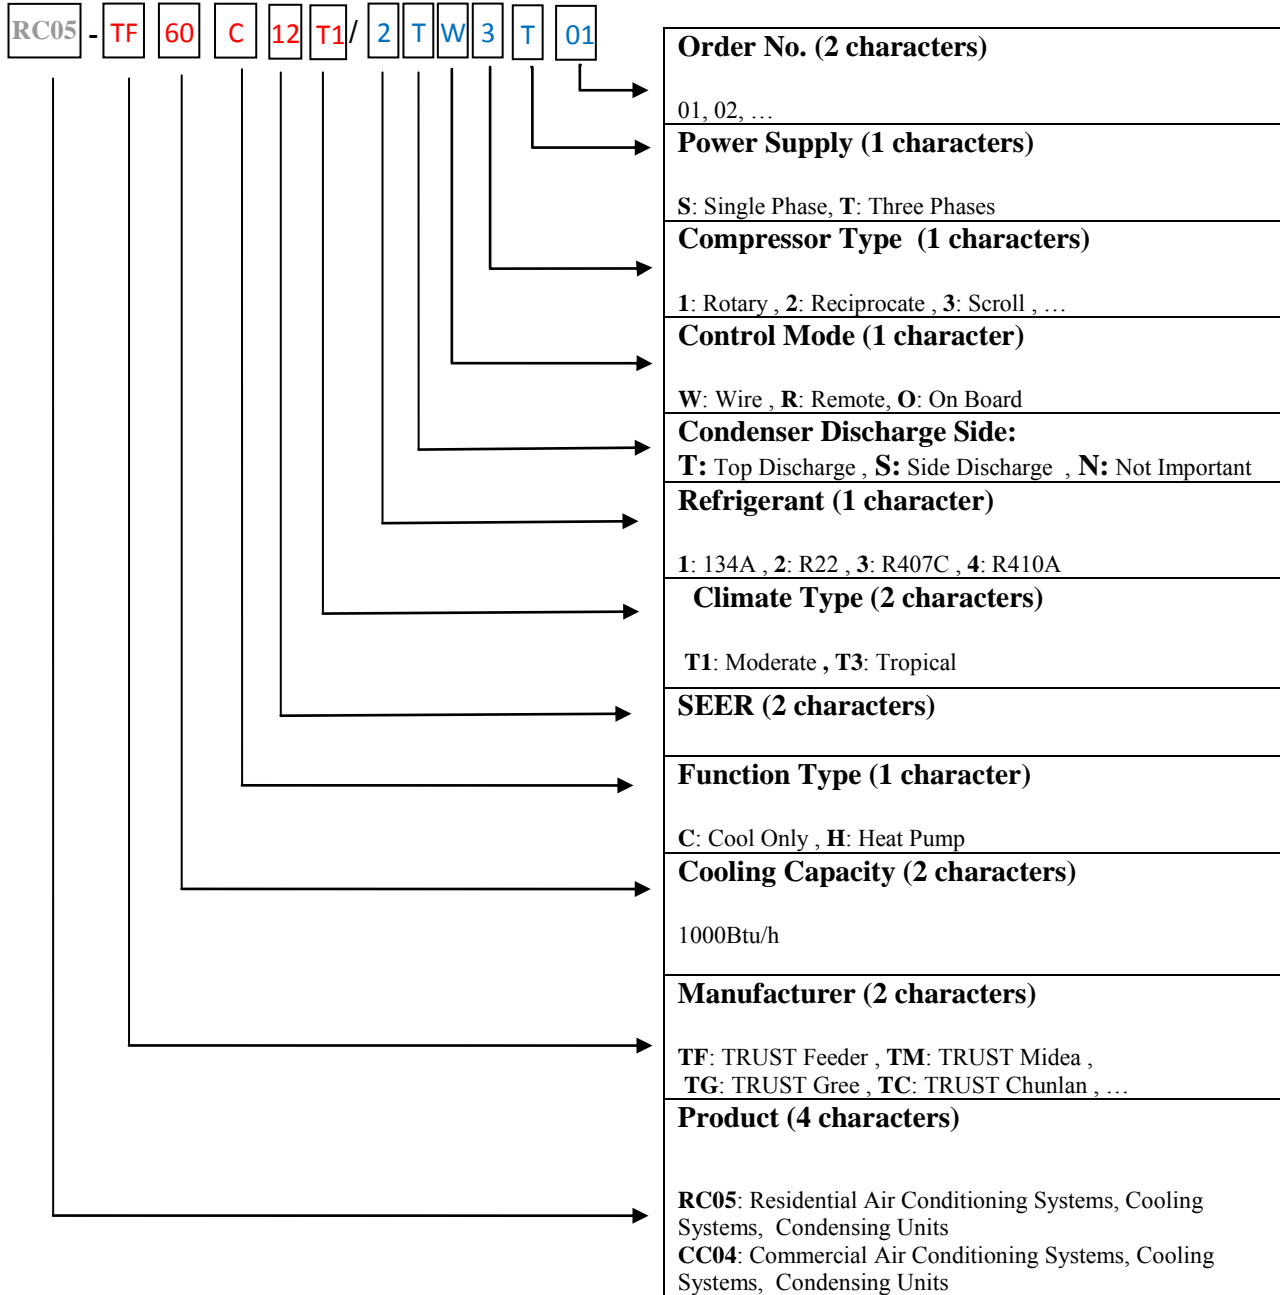 RC05 - TF 60 C 12 T1 / 2 T W 3 T 01
Order No. (2 characters)
01, 02, …
Power Supply (1 characters)
S: Single Phase, T: Three Phases
Compressor Type (1 characters)
1: Rotary , 2: Reciprocate , 3: Scroll , …
Control Mode (1 character)
W: Wire , R: Remote, O: On Board
Condenser Discharge Side:
T: Top Discharge , S: Side Discharge , N: Not Important
Refrigerant (1 character)
1: 134A , 2: R22 , 3: R407C , 4: R410A
Climate Type (2 characters)
T1: Moderate , T3: Tropical
SEER (2 characters)
Function Type (1 character)
C: Cool Only , H: Heat Pump
Cooling Capacity (2 characters)
1000Btu/h
Manufacturer (2 characters)
TF: TRUST Feeder , TM: TRUST Midea ,
TG: TRUST Gree , TC: TRUST Chunlan , …
Product (4 characters)
RC05: Residential Air Conditioning Systems, Cooling
Systems, Condensing Units
CC04: Commercial Air Conditioning Systems, Cooling
Systems, Condensing Units